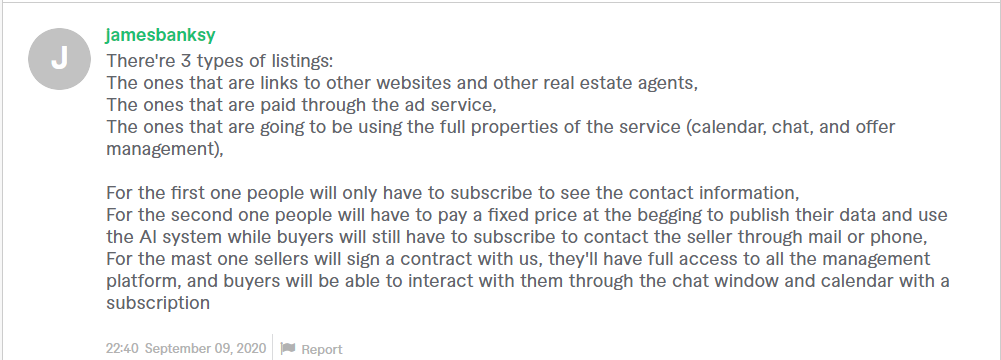 jamesbanksy
J
There're 3 types of listings:
The ones that are links to other websites and other real estate agents,
The ones that are paid through the ad service,
The ones that are going to be using the full properties of the service (calendar, chat, and offer
management),
For the first one people will only have to subscribe to see the contact information,
For the second one people will have to pay a fixed price at the begging to publish their data and use
the AI system while buyers will still have to subscribe to contact the seller through mail or phone,
For the mast one sellers will sign a contract with us, they'll have full access to all the management
platform, and buyers will be able to interact with them through the chat window and calendar with a
subscription
22:40 September 09, 2020 Report